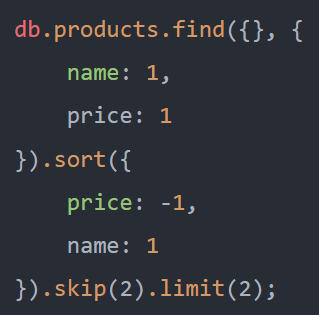 db.products.find({}, {
    name: 1,
    price: 1
}).sort({
    price: -1,
    name: 1
}).skip(2).limit(2);